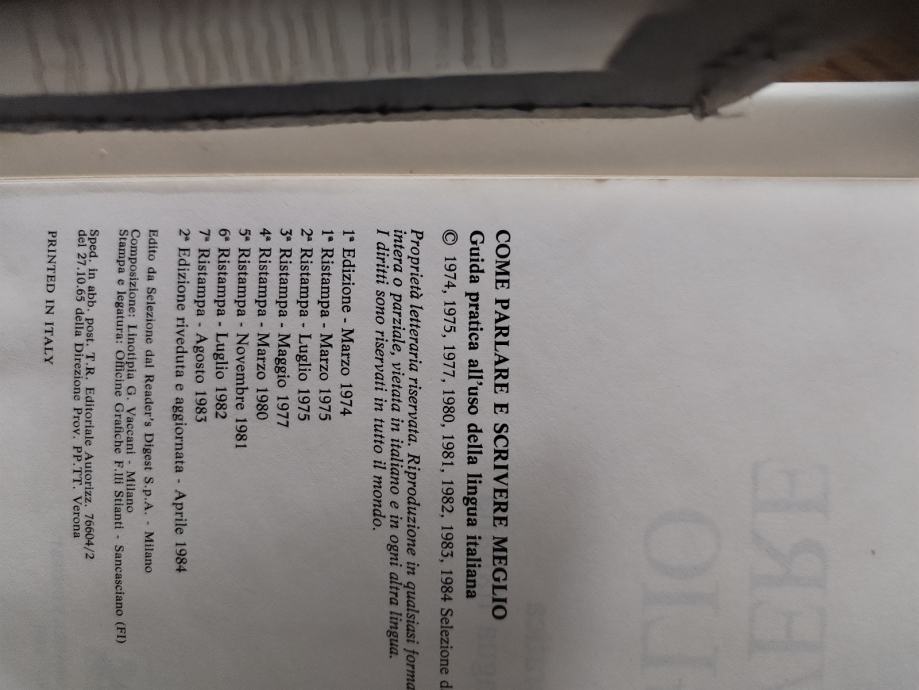 COME PARLARE E SCRIVERE MEGLIO
Guida pratica all'uso della lingua italiana
© 1974, 1975, 1977, 1980, 1981, 1982, 1983, 1984 Selezione d
Proprietà letteraria riservata. Riproduzione in qualsiasi forma
intera o parziale, vietata in italiano e in ogni altra lingua.
I diritti sono riservati in tutto il mondo.
1ª Edizione - Marzo 1974
1ª Ristampa - Marzo 1975
2ª Ristampa - Luglio 1975
3ª Ristampa - Maggio 1977
4ª Ristampa - Marzo 1980
5ª Ristampa - Novembre 1981
6ª Ristampa - Luglio 1982
7ª Ristampa - Agosto 1983
2ª Edizione riveduta e aggiornata - Aprile 1984
Edito da Selezione dal Reader's Digest S.p.A. - Milano
Composizione: Linotipia G. Vaccani - Milano
Stampa e legatura: Officine Grafiche F.lli Stianti - Sancasciano (FI)
Sped. in abb. post. T.R. Editoriale Autorizz. 76604/2
del 27.10.65 della Direzione Prov. PP.TT. Verona
PRINTED IN ITALY